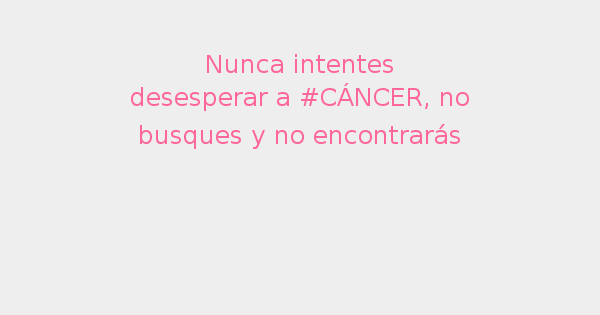 Nunca intentes
desesperar a #CÁNCER, no
busques y no encontrarás